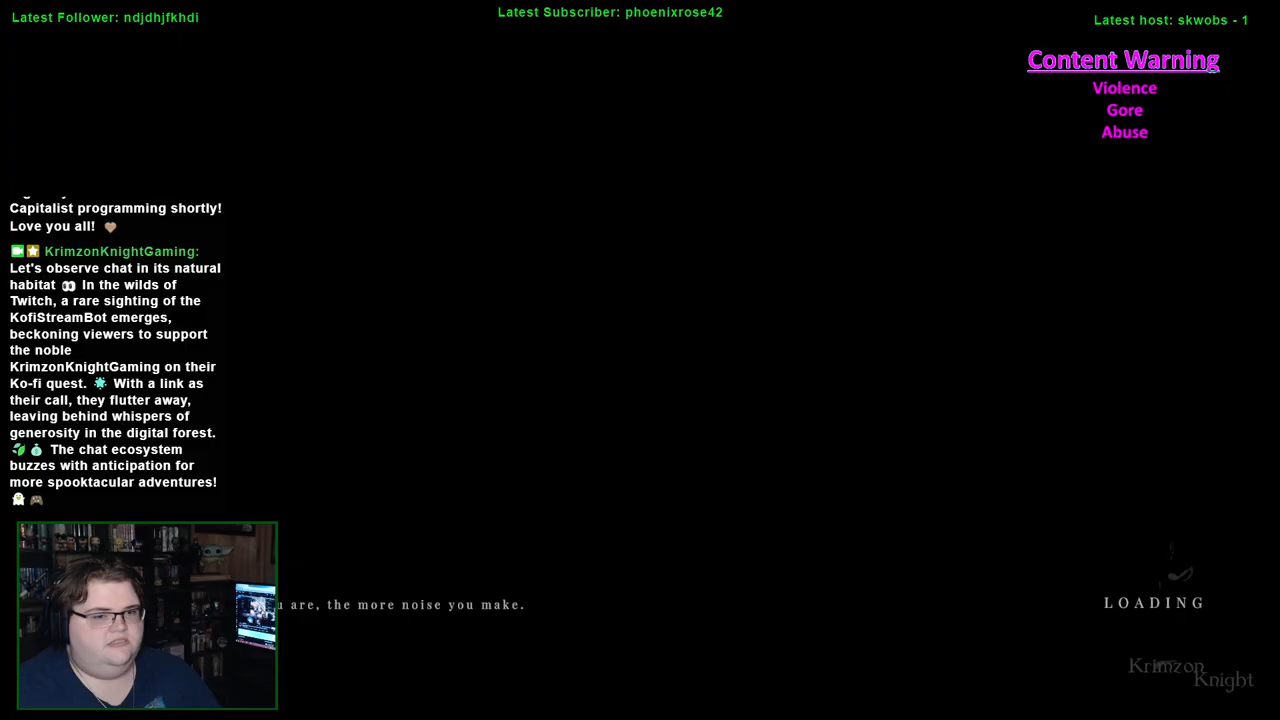 Latest Follower: ndjdhjfkhdi
Latest Subscriber: phoenixrose42
Latest host: skwobs - 1
Content Warning
Violence
Gore
Abuse
Capitalist programming shortly!
Love you all!
KrimzonKnightGaming:
Let's observe chat in its natural
habitat In the wilds of
Twitch, a rare sighting of the
KofiStreamBot emerges,
beckoning viewers to support
the noble
KrimzonKnightGaming on their
Ko-fi quest. With a link as
their call, they flutter away,
leaving behind whispers of
generosity in the digital forest.
The chat ecosystem
buzzes with anticipation for
more spooktacular adventures!
are, the more noise you make.
LOADING
Krimzon
Knight